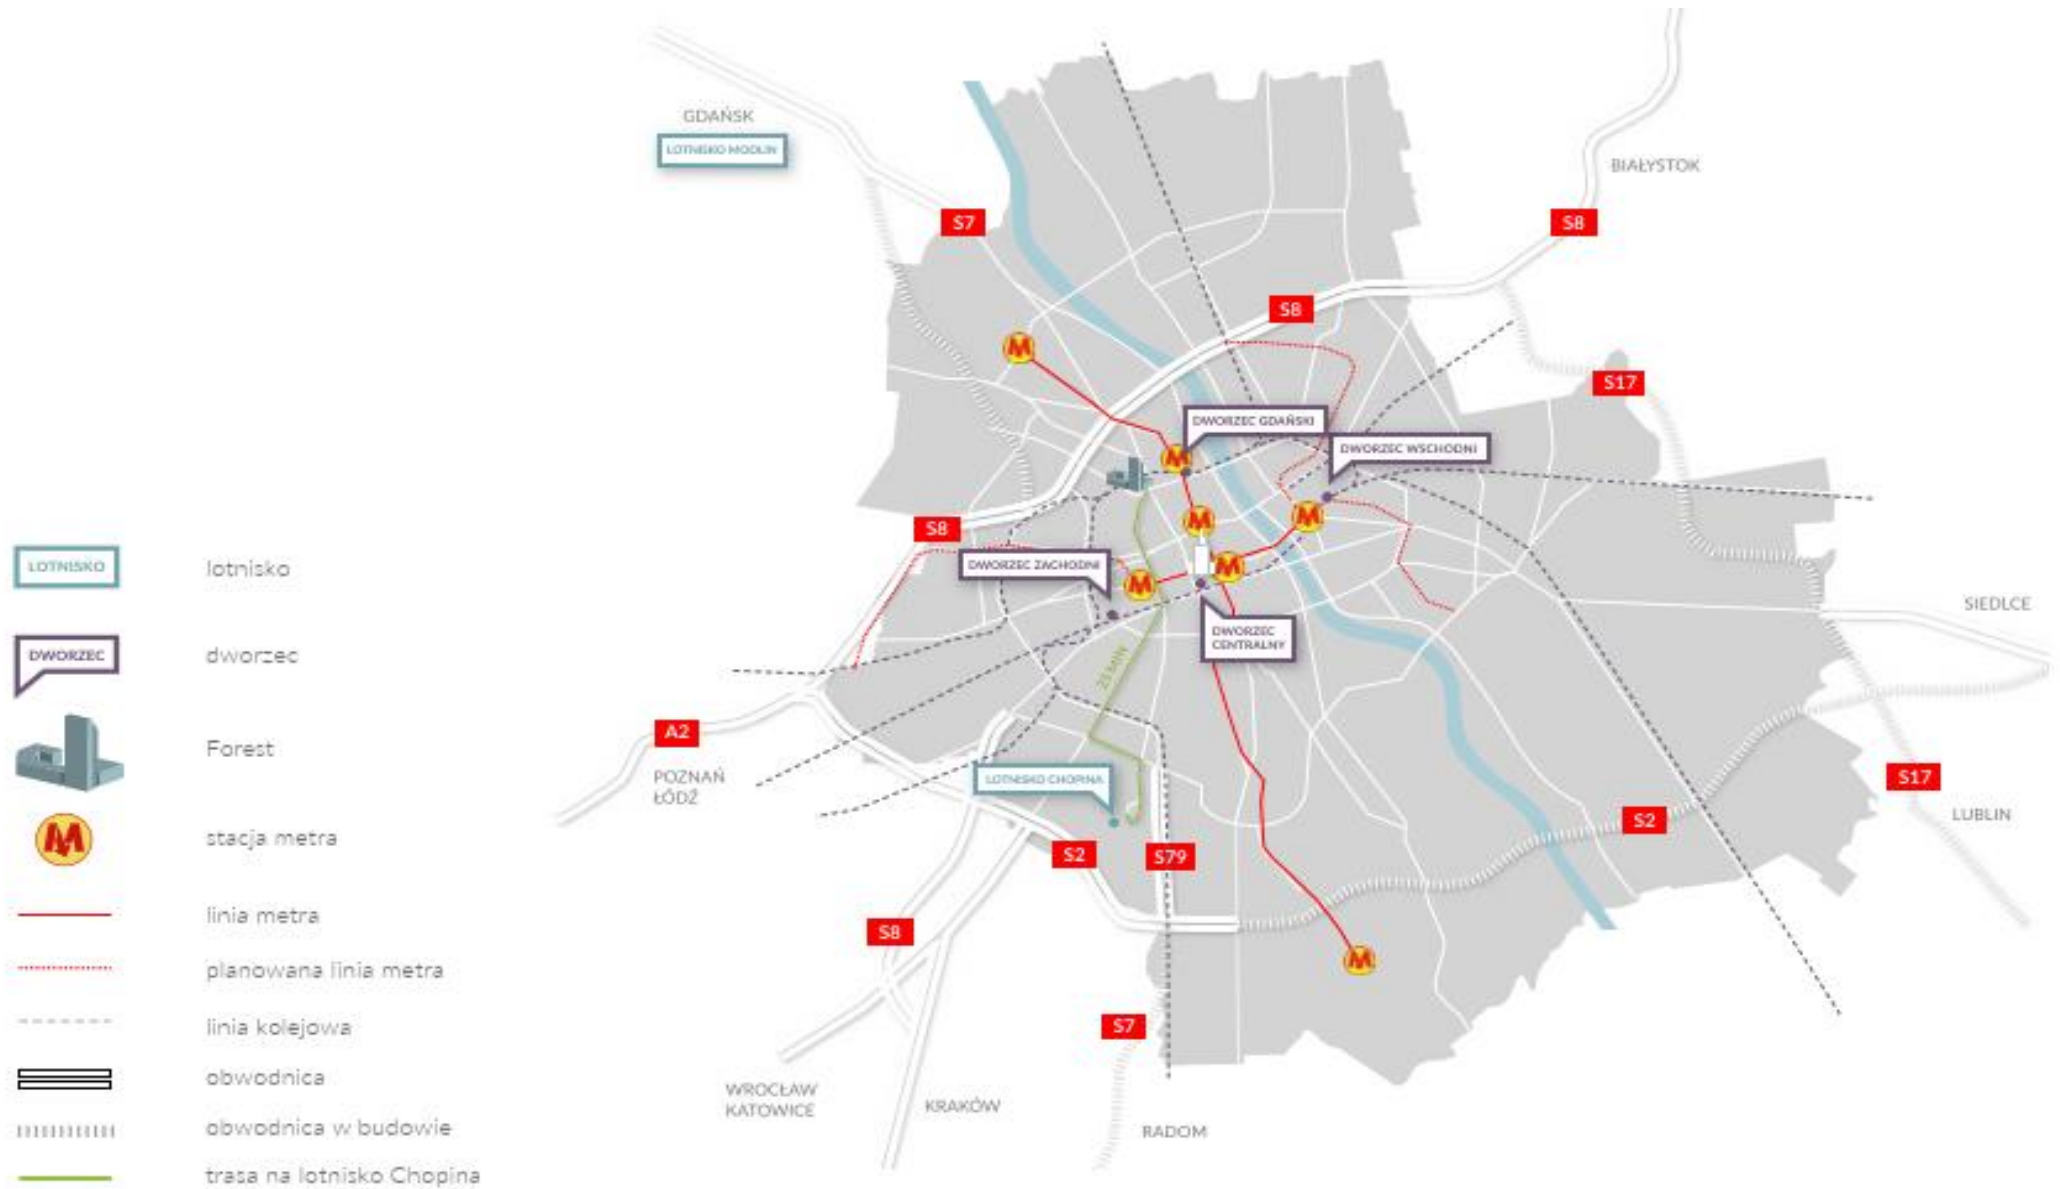 GDAŃSK
LOTNISKO MODLIN
BIAŁYSTOK
S7
S8
S8
S17
DWORZEC GDAŃSKI
DWORZEC WSCHODNI
S8
DWORZEC ZACHODNI
SIEDLCE
DWORZEC
CENTRALNY
25 MIN
A2
POZNAŃ
ŁÓDŹ
LOTNISKO CHOPINA
S17
LUBLIN
S2
S2
S79
S8
S7
WROCŁAW
KATOWICE
KRAKÓW
RADOM
LOTNISKO
lotnisko
DWORZEC
dworzec
Forest
M
stacja metra
linia metra
planowana linia metra
linia kolejowa
obwodnica
obwodnica w budowie
trasa na lotnisko Chopina